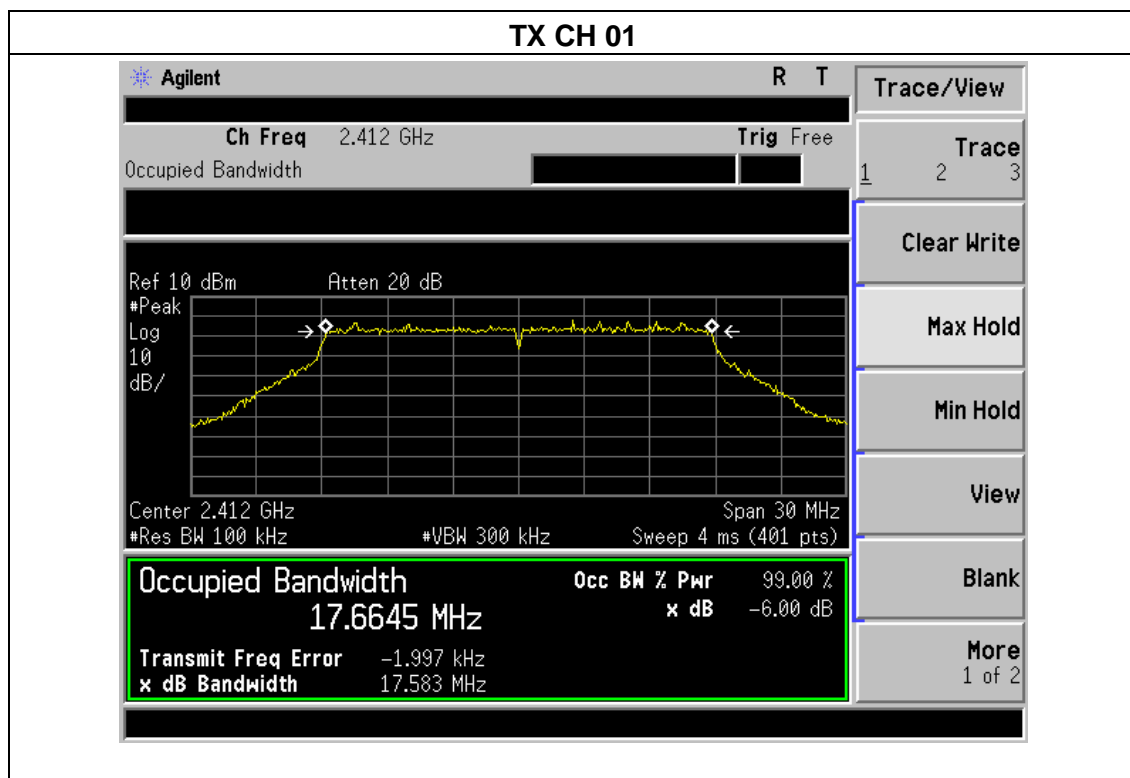 TX CH 01
Agilent R T
Ch Freq 2.412 GHz Trig Free
Occupied Bandwidth
Ref 10 dBm Atten 20 dB
#Peak
Log
10
dB/
Center 2.412 GHz Span 30 MHz
#Res BW 100 kHz #VBW 300 kHz Sweep 4 ms (401 pts)
Occupied Bandwidth Occ BW % Pwr 99.00 %
17.6645 MHz x dB -6.00 dB
Transmit Freq Error -1.997 kHz
x dB Bandwidth 17.583 MHz
Trace/View
Trace
1 2 3
Clear Write
Max Hold
Min Hold
View
Blank
More
1 of 2